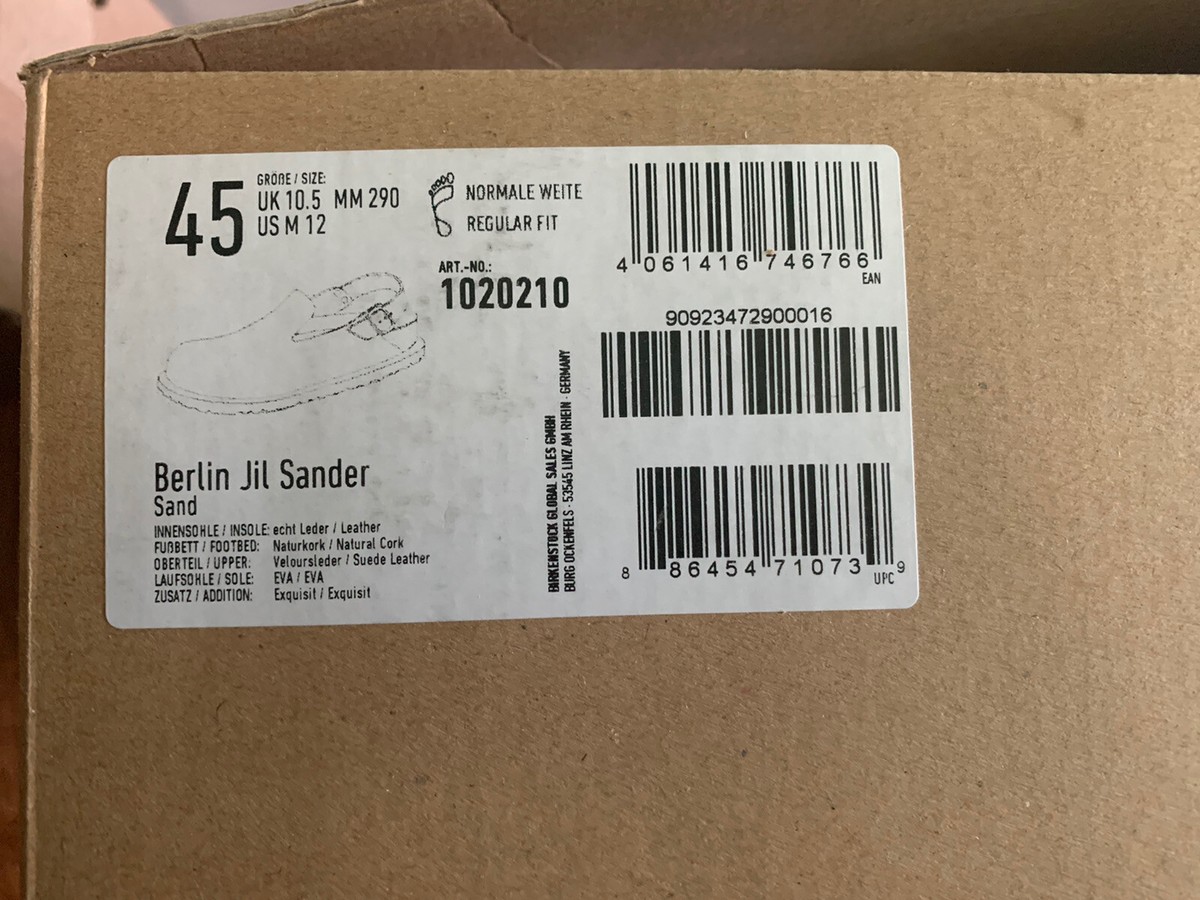 45
GRÖßE / SIZE:
UK 10.5 MM 290
US M 12
NORMALE WEITE
REGULAR FIT
ART.-NO.:
1020210
4 061416 746766
EAN
90923472900016
Berlin Jil Sander
Sand
INNENSOHLE / INSOLE: echt Leder / Leather
FUßBETT / FOOTBED: Naturkork / Natural Cork
OBERTEIL / UPPER: Veloursleder / Suede Leather
LAUFSOHLE / SOLE: EVA / EVA
ZUSATZ / ADDITION: Exquisit / Exquisit
BIRKENSTOCK GLOBAL SALES GMBH
BURG OCKENFELS · 53545 LINZ AM RHEIN · GERMANY
8 86454 71073 9
UPC